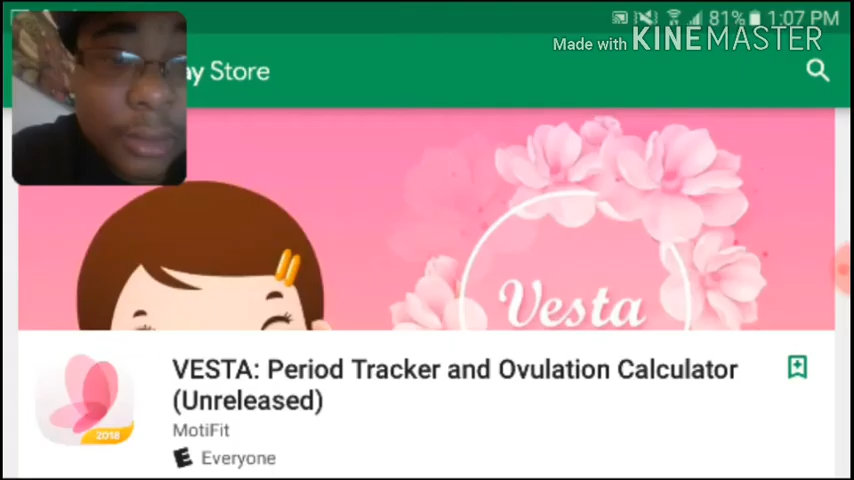 81% 1:07 PM
Made with KINEMASTER
ay Store
Vesta
VESTA: Period Tracker and Ovulation Calculator
(Unreleased)
2018
MotiFit
E Everyone